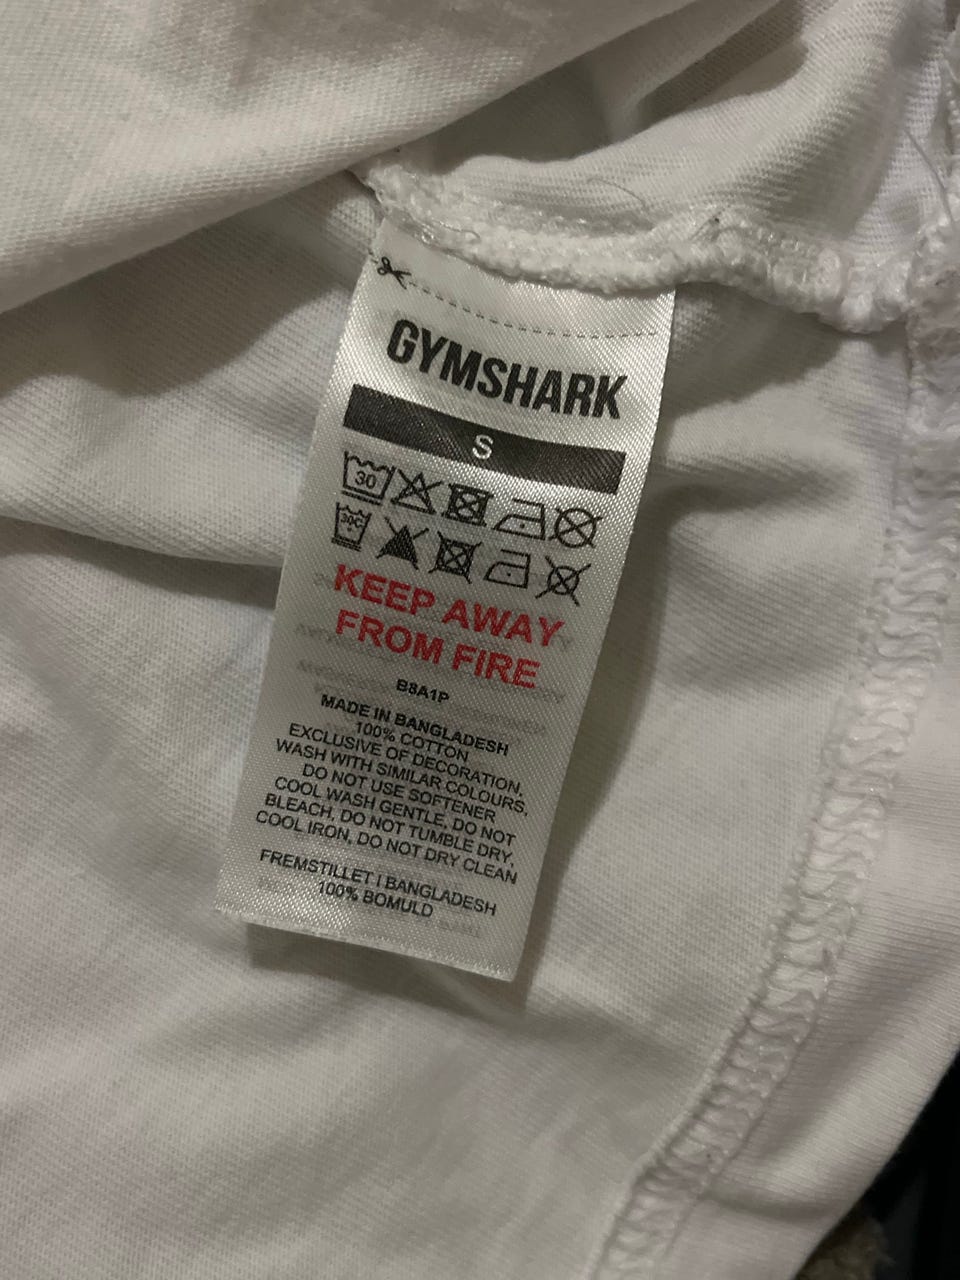 GYMSHARK
S
30
30C
KEEP AWAY
FROM FIRE
B8A1P
MADE IN BANGLADESH
100% COTTON
EXCLUSIVE OF DECORATION,
WASH WITH SIMILAR COLOURS,
DO NOT USE SOFTENER
COOL WASH GENTLE, DO NOT
BLEACH, DO NOT TUMBLE DRY,
COOL IRON, DO NOT DRY CLEAN
FREMSTILLET I BANGLADESH
100% BOMULD